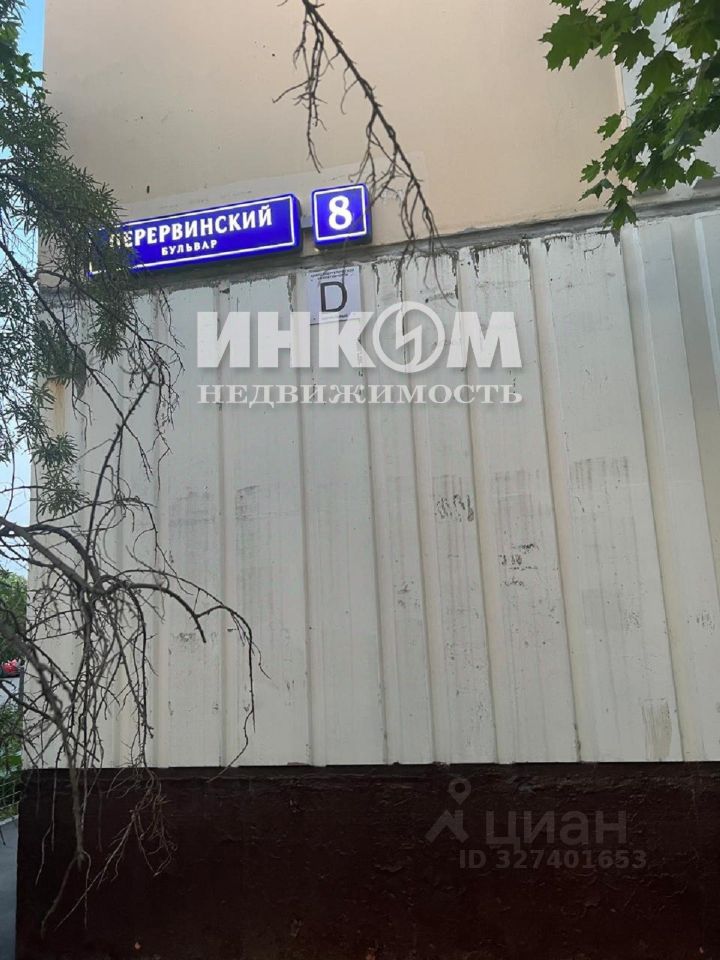 ПЕРЕРВИНСКИЙ
БУЛЬВАР
8
D
ИНКОМ
НЕДВИЖИМОСТЬ
циан
ID 327401653